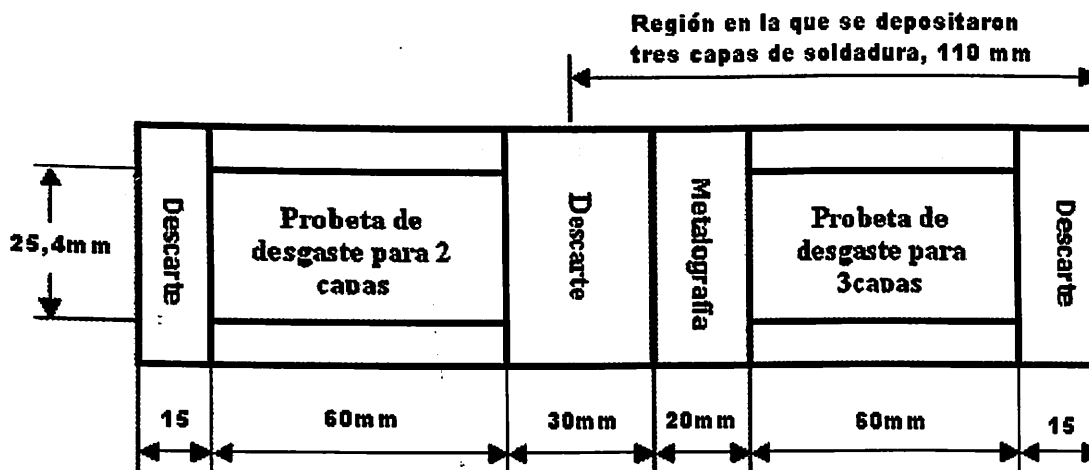 Región en la que se depositaron
tres capas de soldadura, 110 mm
25,4mm
Descarte
Probeta de
desgaste para 2
capas
Descarte
Metalografía
Probeta de
desgaste para
3capas
Descarte
15
60mm
30mm
20mm
60mm
15